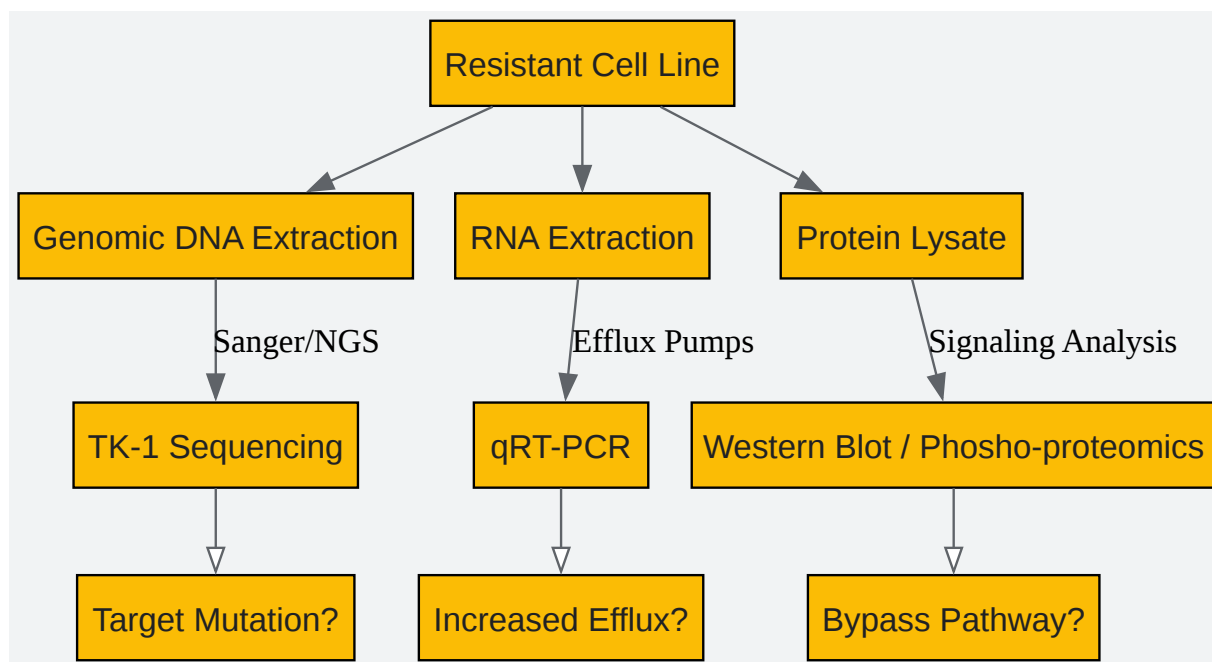 Resistant Cell Line
Genomic DNA Extraction
RNA Extraction
Protein Lysate
Sanger/NGS
Efflux Pumps
Signaling Analysis
TK-1 Sequencing
qRT-PCR
Western Blot / Phosho-proteomics
Target Mutation?
Increased Efflux?
Bypass Pathway?